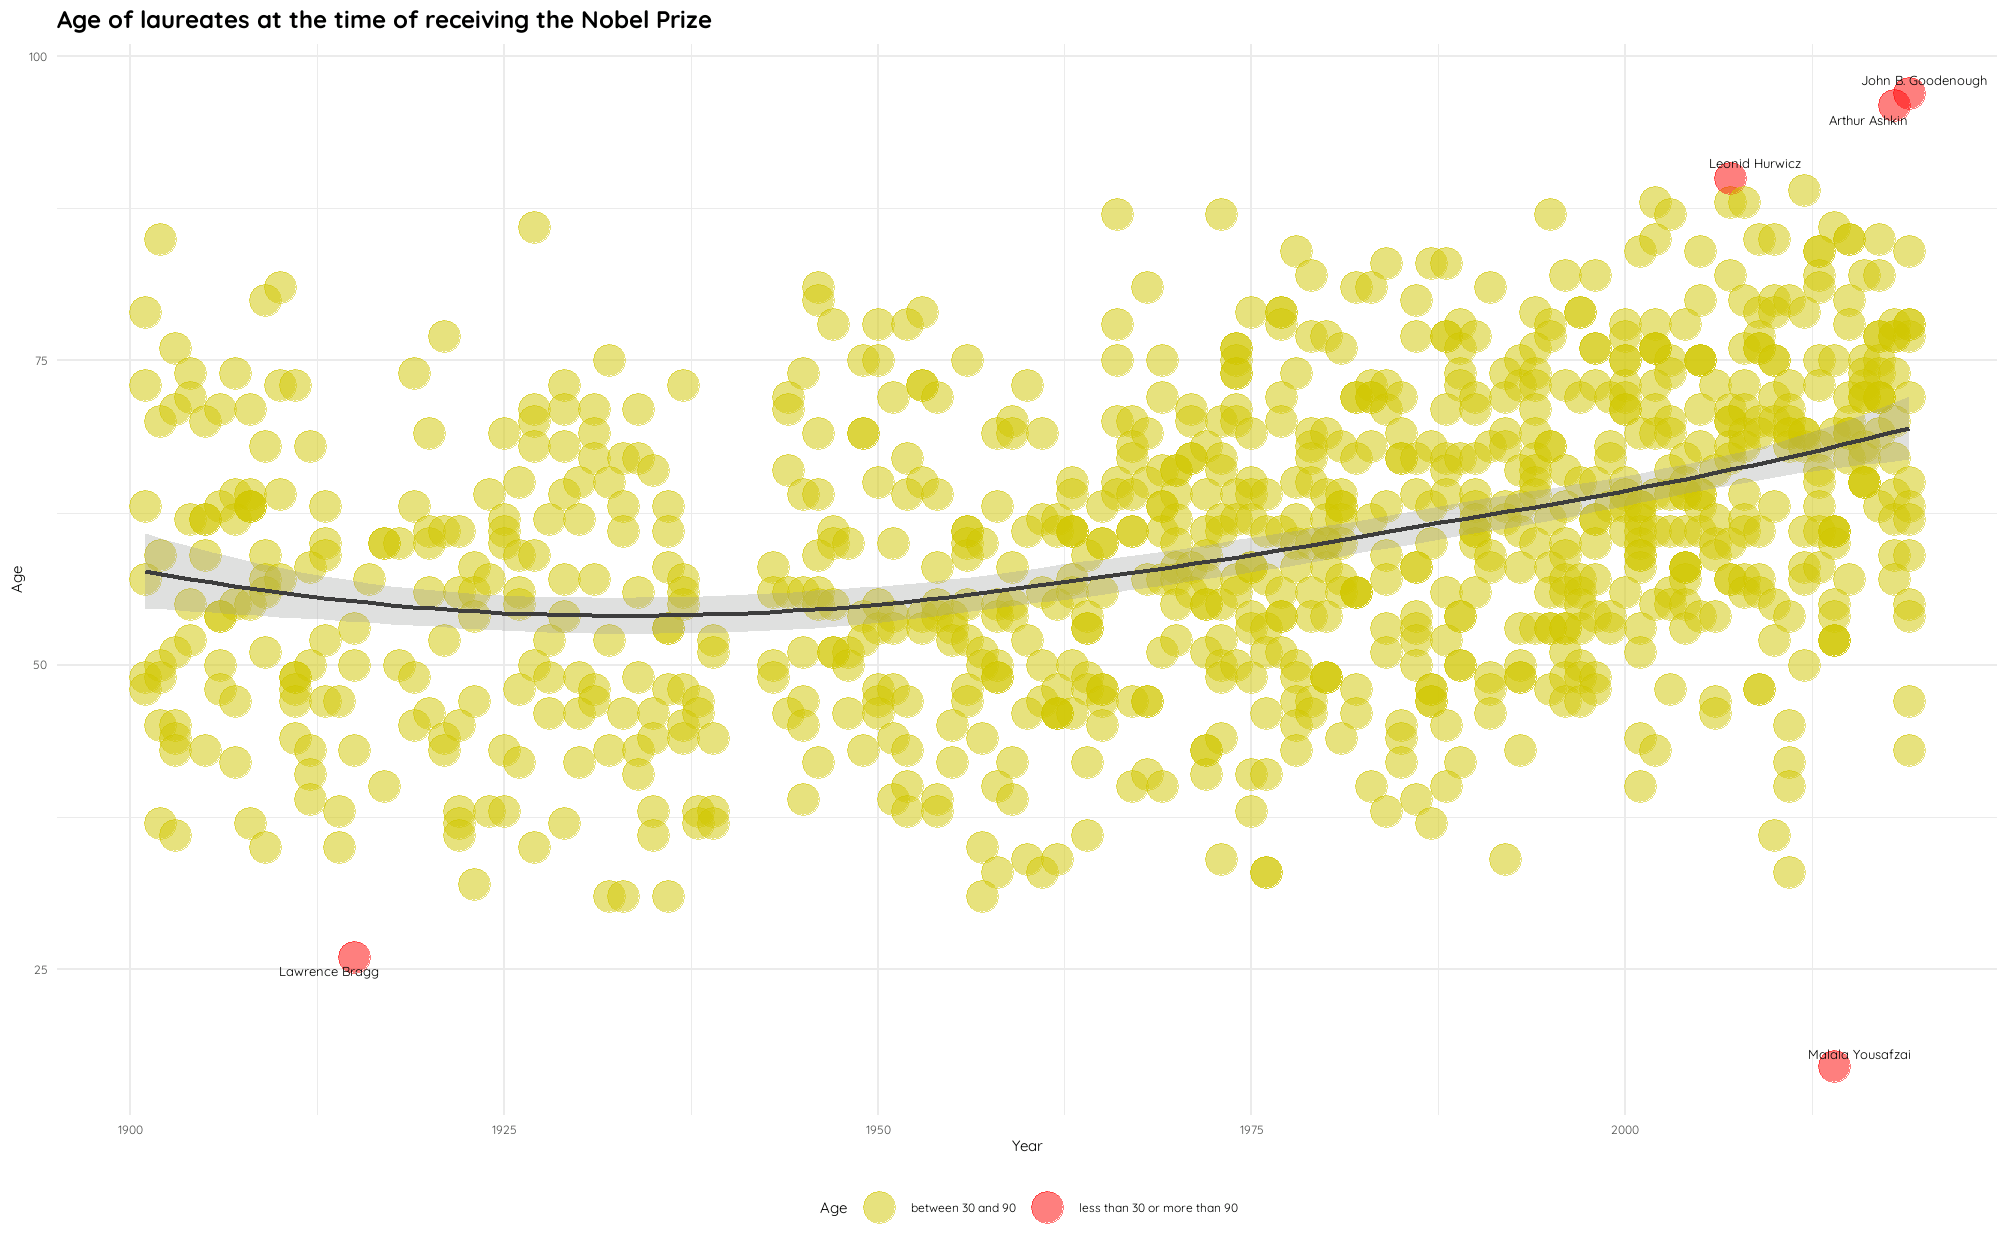 Age of laureates at the time of receiving the Nobel Prize
100
John B. Goodenough
Arthur Ashkin
Leonid Hurwicz
75
Age
50
25
Lawrence Bragg
Malala Yousafzai
1900 1925 1950 1975 2000
Year
Age between 30 and 90 less than 30 or more than 90